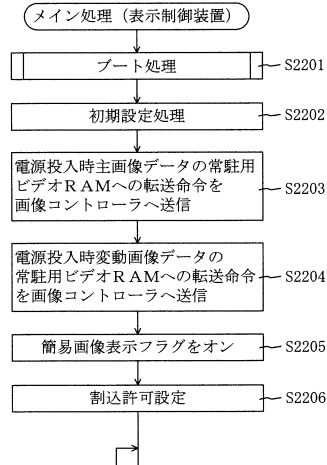 メイン処理（表示制御装置）
ブート処理
S2201
初期設定処理
S2202
電源投入時主画像データの常駐用
ビデオRAMへの転送命令を
画像コントローラへ送信
S2203
電源投入時変動画像データの
常駐用ビデオRAMへの転送命令
を画像コントローラへ送信
S2204
簡易画像表示フラグをオン
S2205
割込許可設定
S2206